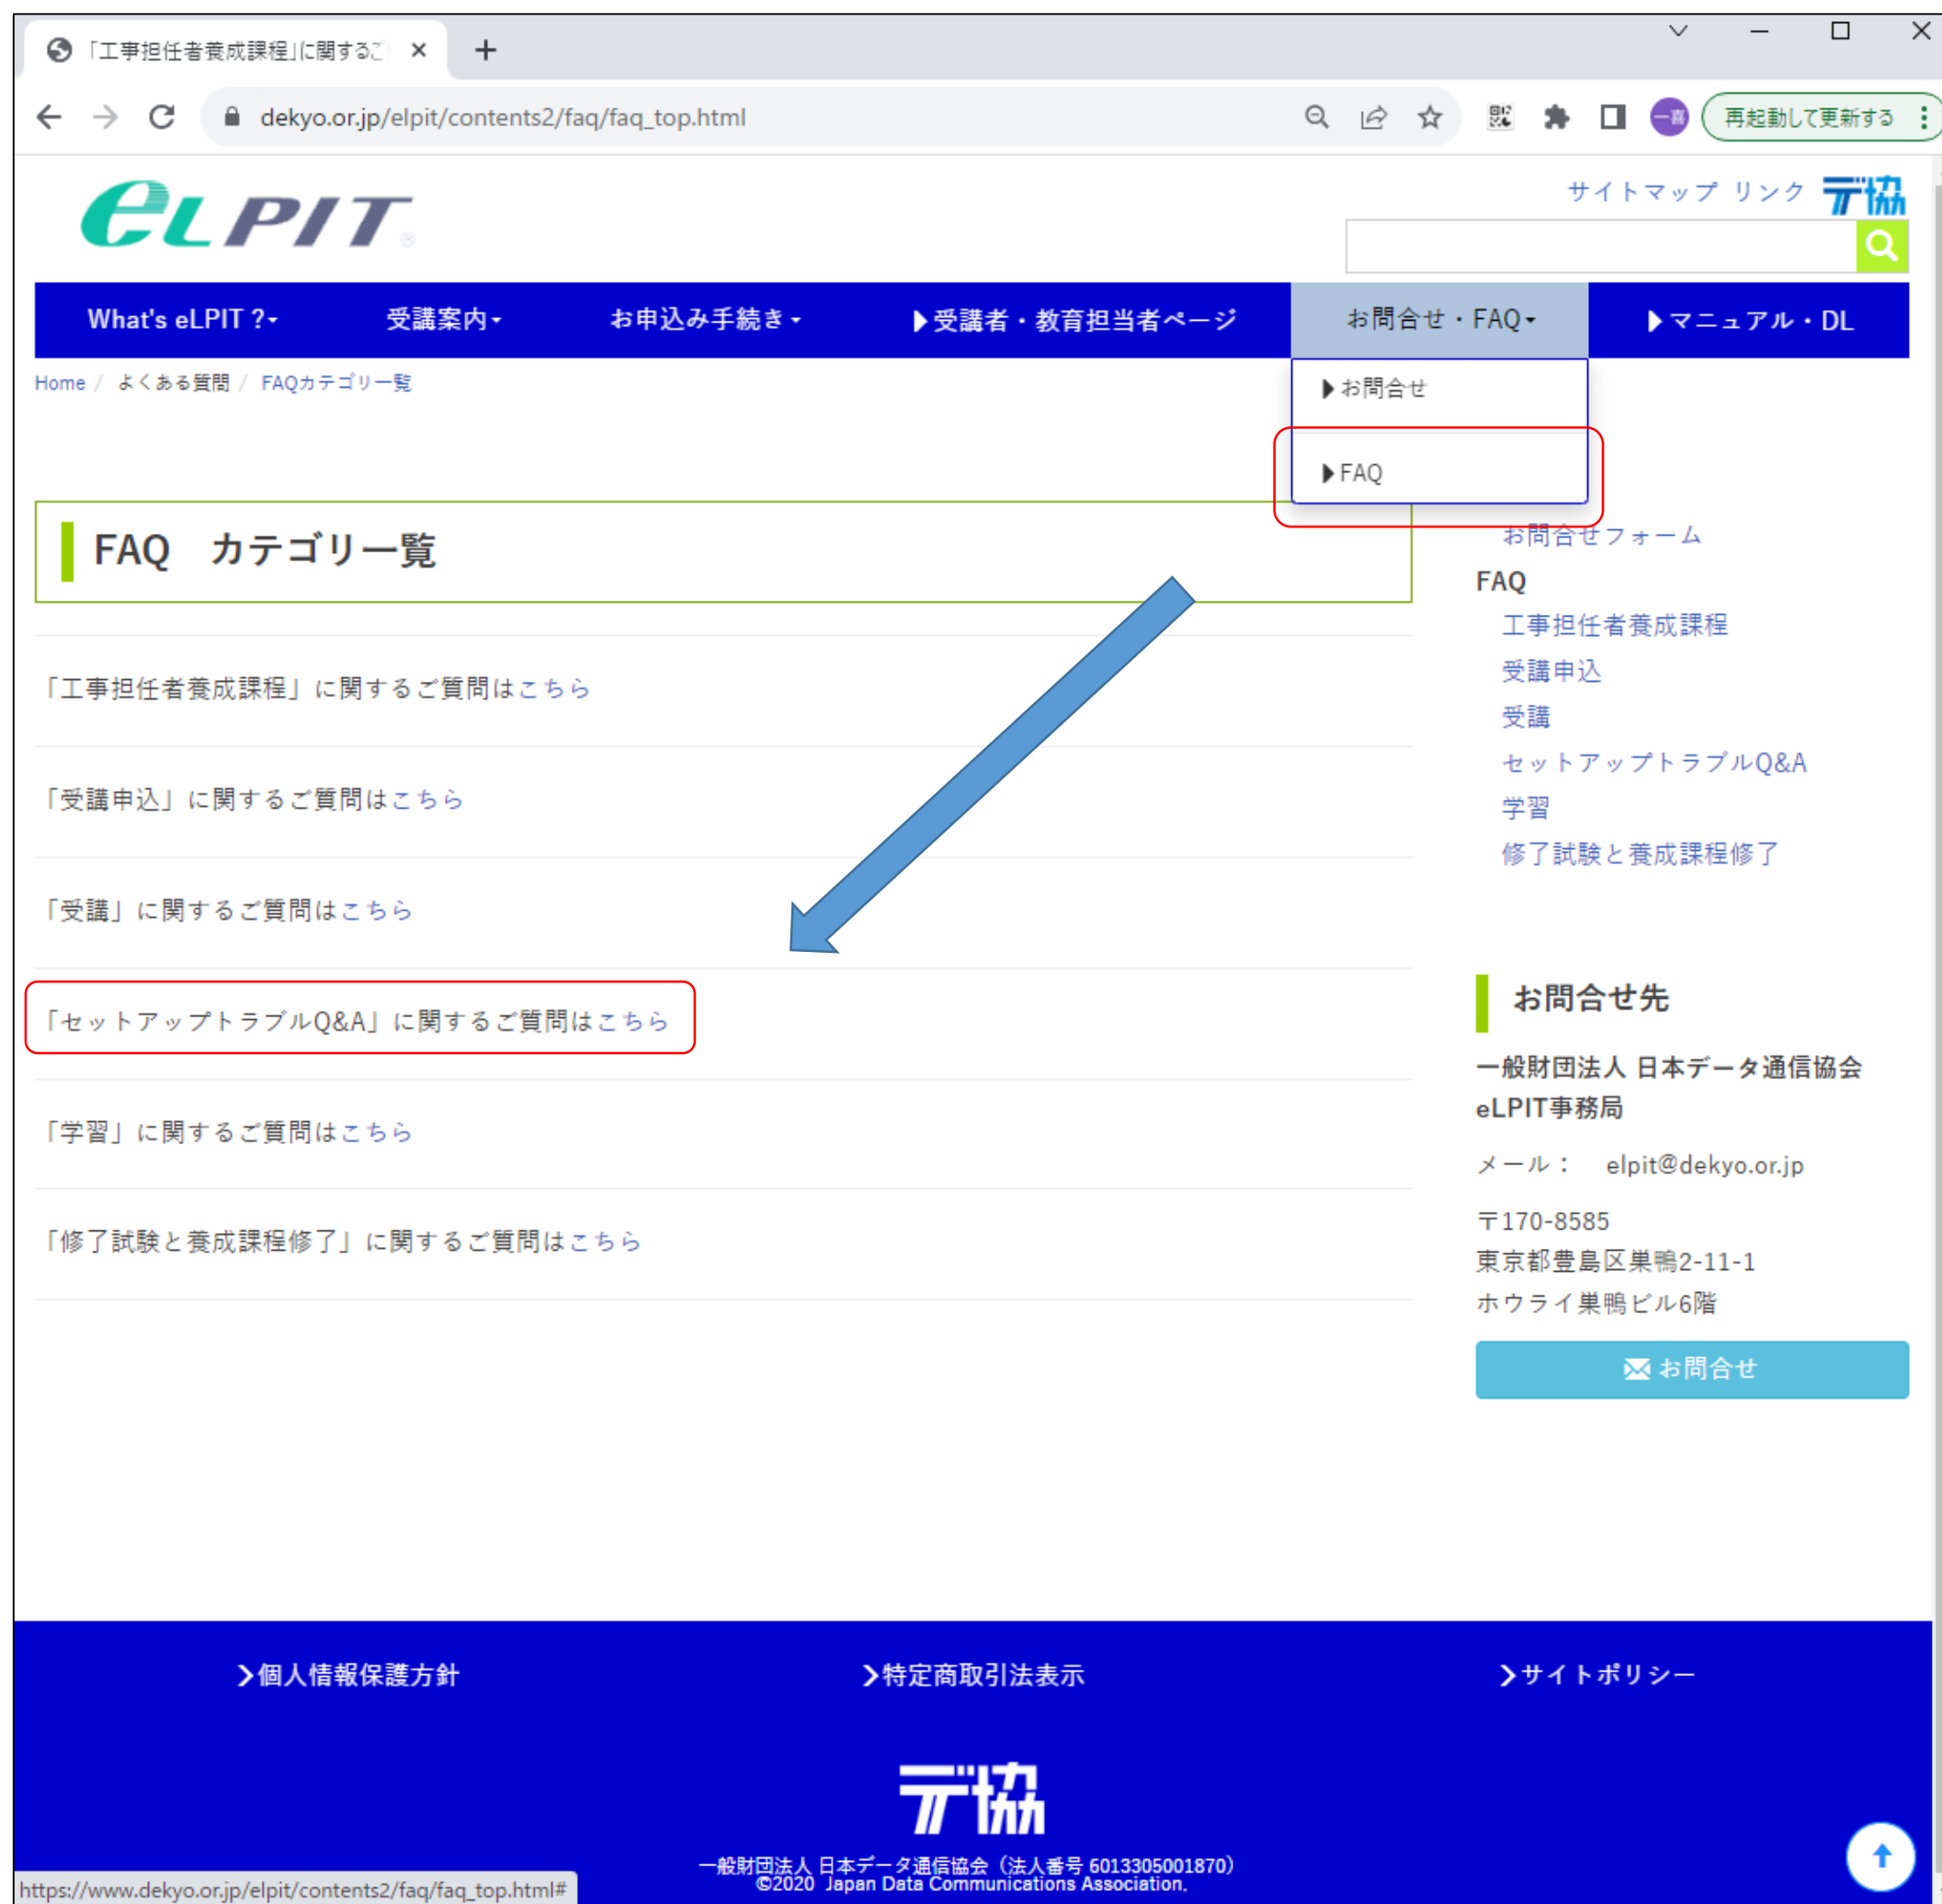 「工事担任者養成課程」に関するご
dekyo.or.jp/elpit/contents2/faq/faq_top.html
一喜
再起動して更新する
eLPIT
サイトマップ リンク デ協
What's eLPIT ?
受講案内
お申込み手続き
受講者・教育担当者ページ
お問合せ・FAQ
マニュアル・DL
Home / よくある質問 / FAQカテゴリ一覧
お問合せ
FAQ
FAQ カテゴリ一覧
「工事担任者養成課程」に関するご質問はこちら
「受講申込」に関するご質問はこちら
「受講」に関するご質問はこちら
「セットアップトラブルQ&A」に関するご質問はこちら
「学習」に関するご質問はこちら
「修了試験と養成課程修了」に関するご質問はこちら
お問合せフォーム
FAQ
工事担任者養成課程
受講申込
受講
セットアップトラブルQ&A
学習
修了試験と養成課程修了
お問合せ先
一般財団法人 日本データ通信協会
eLPIT事務局
メール： elpit@dekyo.or.jp
〒170-8585
東京都豊島区巣鴨2-11-1
ホウライ巣鴨ビル6階
お問合せ
個人情報保護方針
特定商取引法表示
サイトポリシー
デ協
一般財団法人 日本データ通信協会（法人番号 6013305001870）
©2020 Japan Data Communications Association.
https://www.dekyo.or.jp/elpit/contents2/faq/faq_top.html#